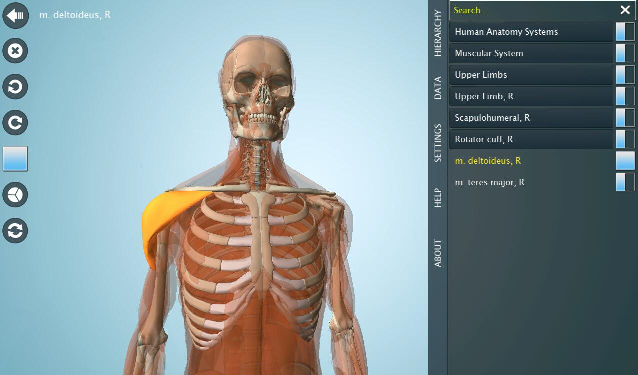 m. deltoideus, R
HIERARCHY
DATA
SETTINGS
HELP
ABOUT
Search
Human Anatomy Systems
Muscular System
Upper Limbs
Upper Limb, R
Scapulohumeral, R
Rotator cuff, R
m. deltoideus, R
m. teres major, R